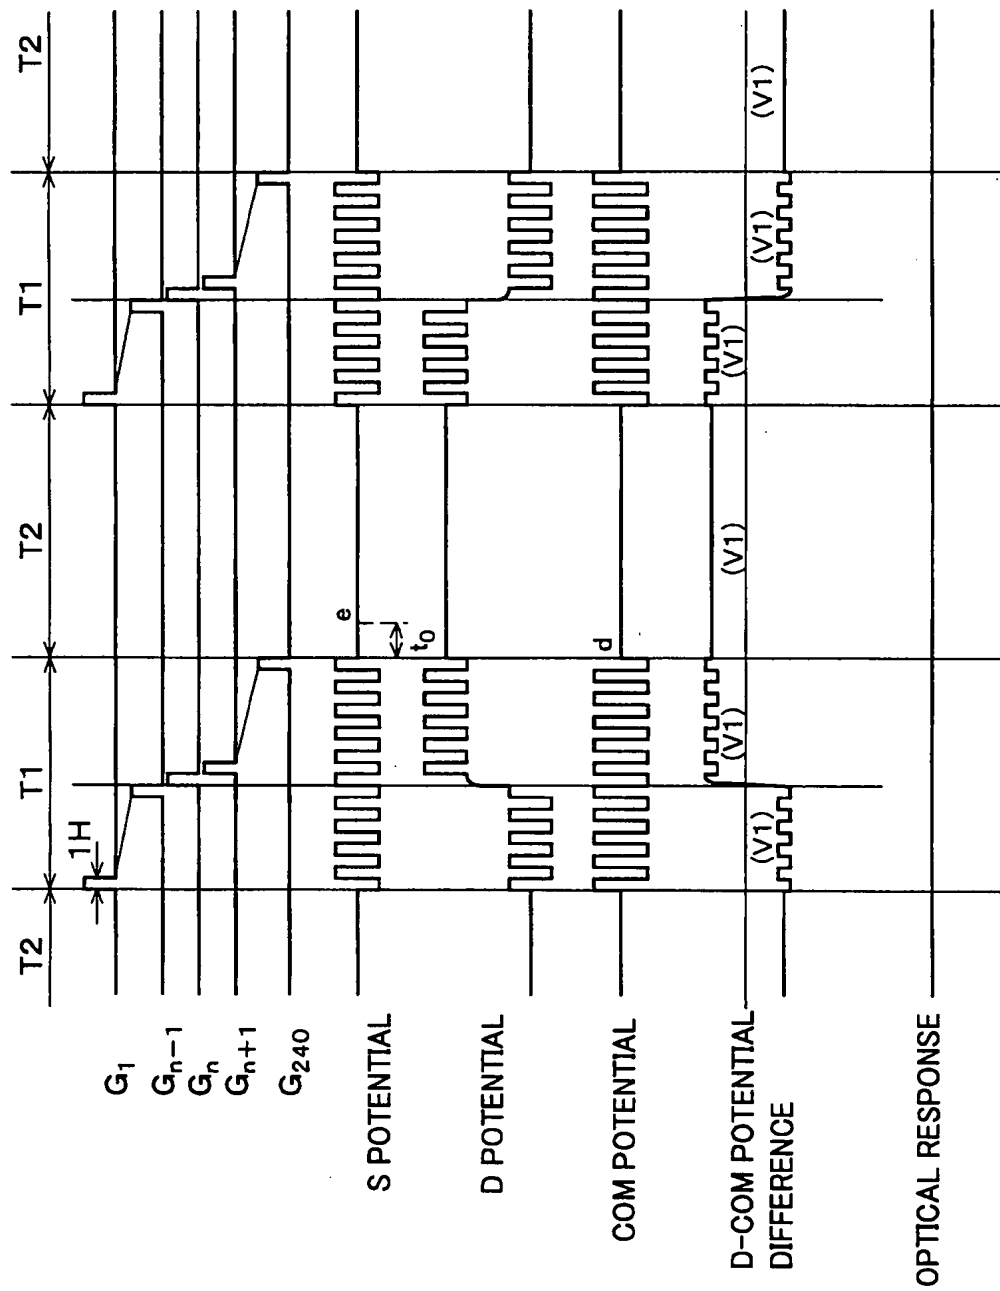 T2
T1
T2
T1
T2
1H
G1
Gn−1
Gn
Gn+1
G240
S POTENTIAL
e
t0
D POTENTIAL
COM POTENTIAL
d
D-COM POTENTIAL
DIFFERENCE
(V1)
(V1)
(V1)
(V1)
(V1)
(V1)
OPTICAL RESPONSE